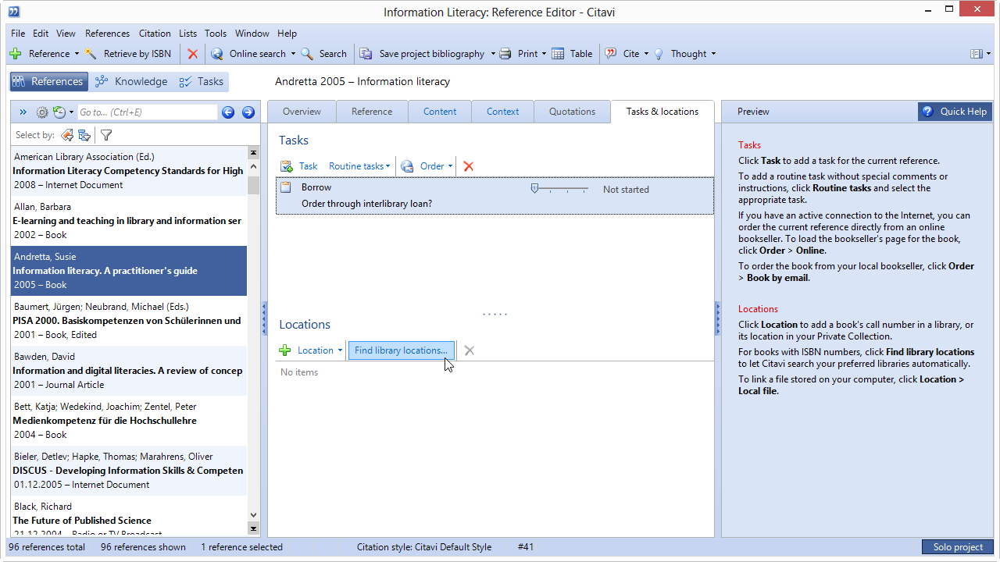 Information Literacy: Reference Editor - Citavi
File Edit View References Citation Lists Tools Window Help
Reference Retrieve by ISBN Online search Search Save project bibliography Print Table Cite Thought
References Knowledge Tasks
Andretta 2005 – Information literacy
Go to... (Ctrl+E)
Select by:
American Library Association (Ed.)
Information Literacy Competency Standards for High
2008 – Internet Document
Allan, Barbara
E-learning and teaching in library and information ser
2002 – Book
Andretta, Susie
Information literacy. A practitioner's guide
2005 – Book
Baumert, Jürgen; Neubrand, Michael (Eds.)
PISA 2000. Basiskompetenzen von Schülerinnen und
2001 – Book, Edited
Bawden, David
Information and digital literacies. A review of concep
2001 – Journal Article
Bett, Katja; Wedekind, Joachim; Zentel, Peter
Medienkompetenz für die Hochschullehre
2004 – Book
Bieler, Detlev; Hapke, Thomas; Marahrens, Oliver
DISCUS - Developing Information Skills & Competen
01.12.2005 – Internet Document
Black, Richard
The Future of Published Science
21.12.2004 – Radio or TV Broadcast
Overview Reference Content Context Quotations Tasks & locations
Tasks
Task Routine tasks Order
Borrow
Not started
Order through interlibrary loan?
Locations
Location Find library locations...
No items
Preview
Quick Help
Tasks
Click Task to add a task for the current reference.
To add a routine task without special comments or
instructions, click Routine tasks and select the
appropriate task.
If you have an active connection to the Internet, you can
order the current reference directly from an online
bookseller. To load the bookseller's page for the book,
click Order > Online.
To order the book from your local bookseller, click Order
> Book by email.
Locations
Click Location to add a book's call number in a library, or
its location in your Private Collection.
For books with ISBN numbers, click Find library locations
to let Citavi search your preferred libraries automatically.
To link a file stored on your computer, click Location >
Local file.
96 references total 96 references shown 1 reference selected Citation style: Citavi Default Style #41 Solo project